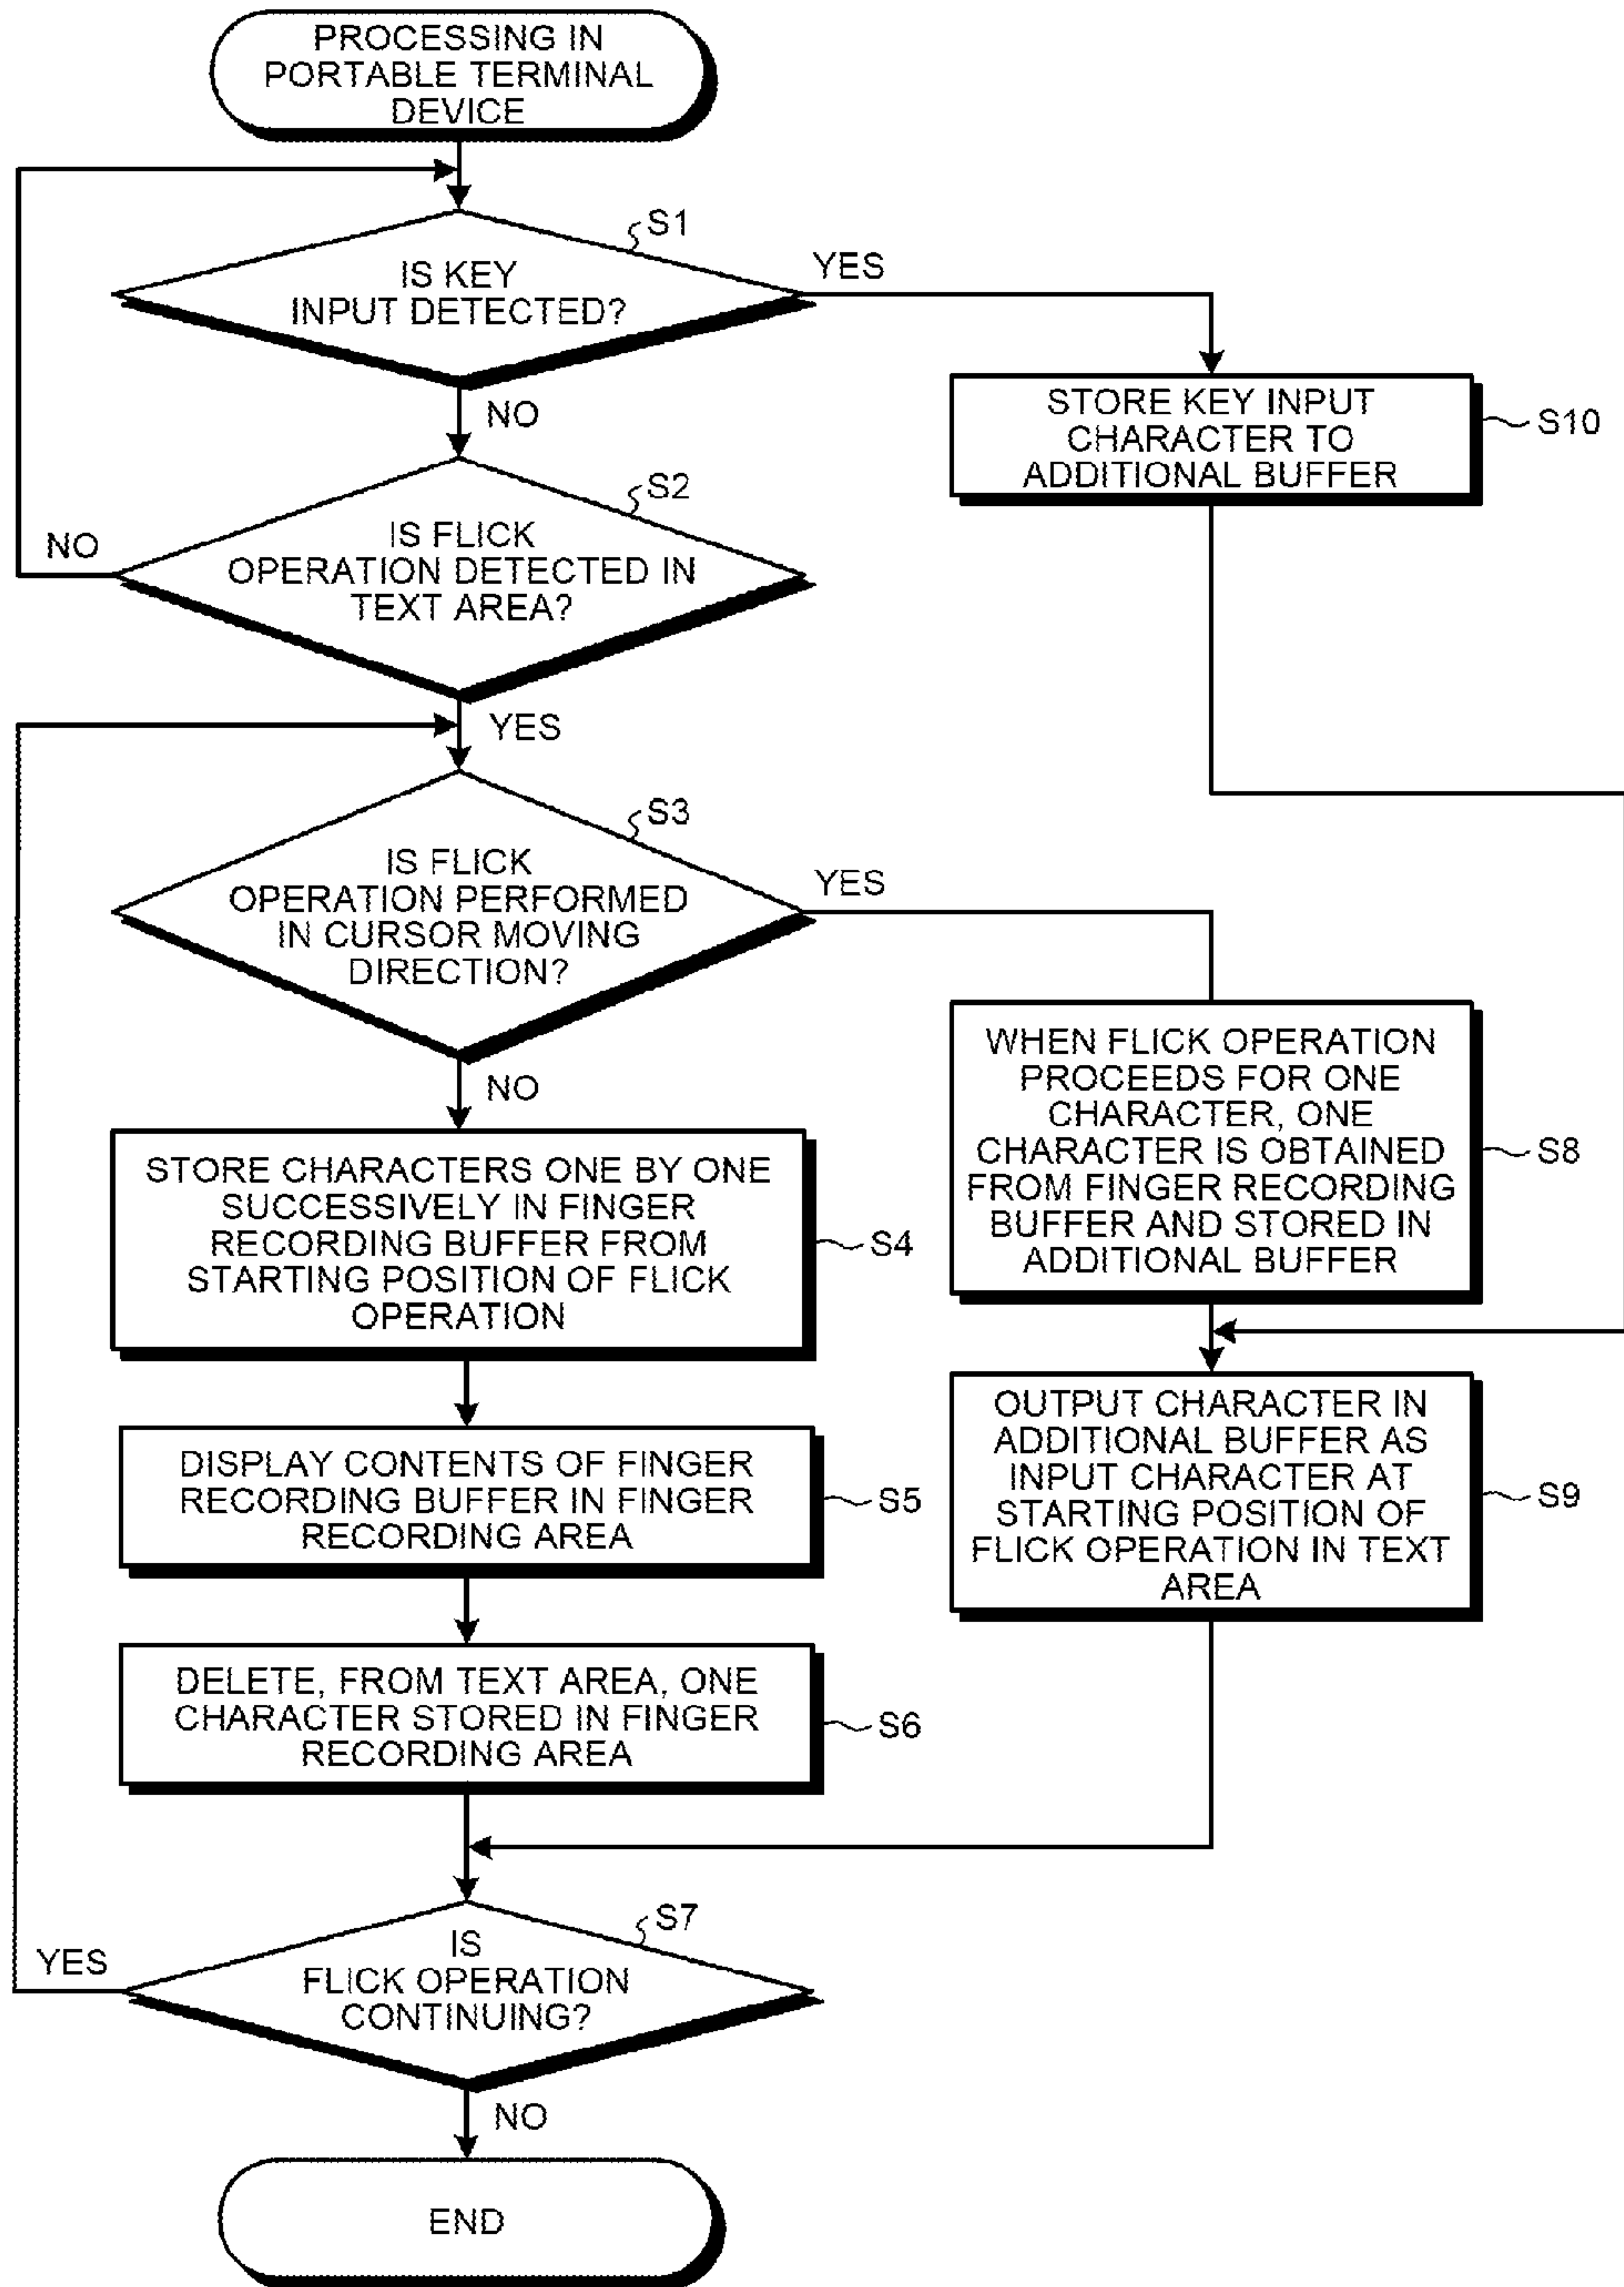 PROCESSING IN
PORTABLE TERMINAL
DEVICE
S1
IS KEY
INPUT DETECTED?
YES
NO
STORE KEY INPUT
CHARACTER TO
ADDITIONAL BUFFER
S10
S2
IS FLICK
OPERATION DETECTED IN
TEXT AREA?
NO
YES
S3
IS FLICK
OPERATION PERFORMED
IN CURSOR MOVING
DIRECTION?
YES
NO
STORE CHARACTERS ONE BY ONE
SUCCESSIVELY IN FINGER
RECORDING BUFFER FROM
STARTING POSITION OF FLICK
OPERATION
S4
WHEN FLICK OPERATION
PROCEEDS FOR ONE
CHARACTER, ONE
CHARACTER IS OBTAINED
FROM FINGER RECORDING
BUFFER AND STORED IN
ADDITIONAL BUFFER
S8
DISPLAY CONTENTS OF FINGER
RECORDING BUFFER IN FINGER
RECORDING AREA
S5
OUTPUT CHARACTER IN
ADDITIONAL BUFFER AS
INPUT CHARACTER AT
STARTING POSITION OF
FLICK OPERATION IN TEXT
AREA
S9
DELETE, FROM TEXT AREA, ONE
CHARACTER STORED IN FINGER
RECORDING AREA
S6
S7
IS
FLICK OPERATION
CONTINUING?
YES
NO
END